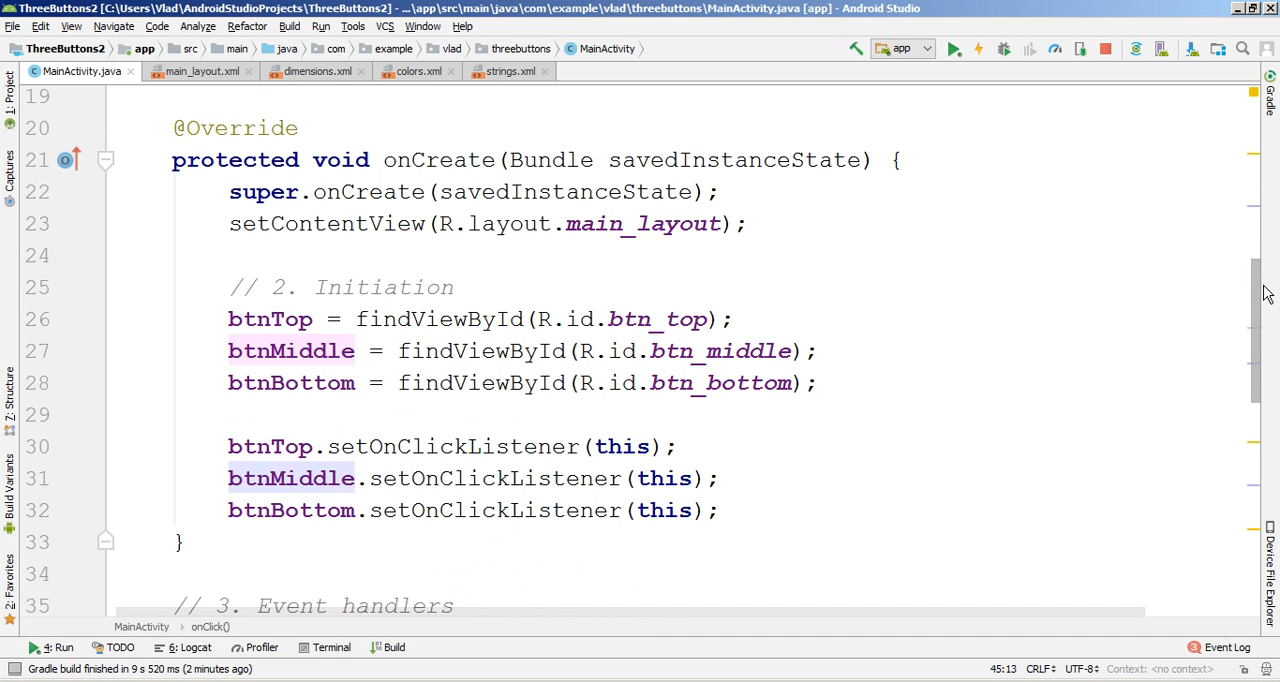 ThreeButtons2 [C:\Users\Vlad\AndroidStudioProjects\ThreeButtons2] - ...\app\src\main\java\com\example\vlad\threebuttons\MainActivity.java [app] - Android Studio
File Edit View Navigate Code Analyze Refactor Build Run Tools VCS Window Help
ThreeButtons2 app src main java com example vlad threebuttons MainActivity app
MainActivity.java main_layout.xml dimensions.xml colors.xml strings.xml
1: Project
Captures
7: Structure
Build Variants
2: Favorites
19
20 @Override
21 protected void onCreate(Bundle savedInstanceState) {
22 super.onCreate(savedInstanceState);
23 setContentView(R.layout.main_layout);
24
25 // 2. Initiation
26 btnTop = findViewById(R.id.btn_top);
27 btnMiddle = findViewById(R.id.btn_middle);
28 btnBottom = findViewById(R.id.btn_bottom);
29
30 btnTop.setOnClickListener(this);
31 btnMiddle.setOnClickListener(this);
32 btnBottom.setOnClickListener(this);
33 }
34
35 // 3. Event handlers
Gradle
Device File Explorer
MainActivity › onClick()
4: Run TODO 6: Logcat Profiler Terminal Build 3 Event Log
Gradle build finished in 9 s 520 ms (2 minutes ago) 45:13 CRLF UTF-8 Context: <no context>